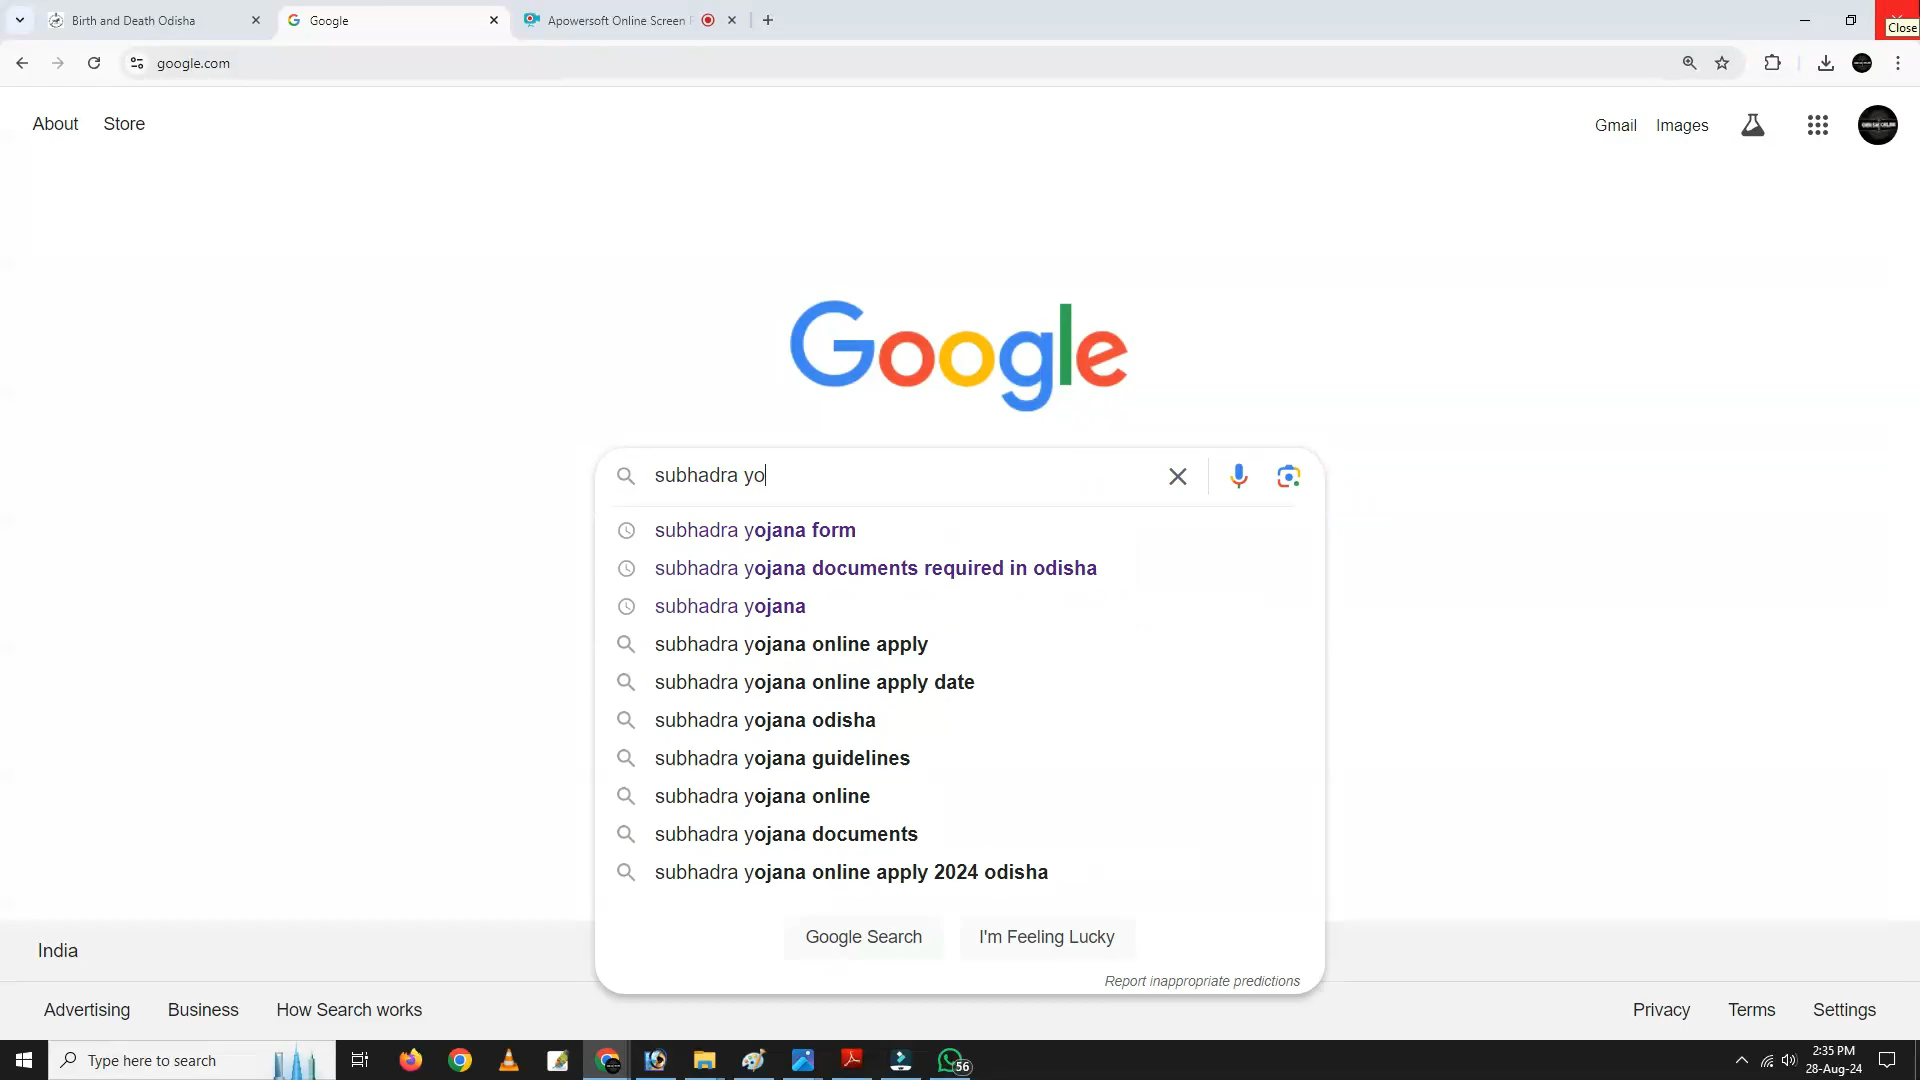 Birth and Death Odisha
Google
Apowersoft Online Screen
Close
google.com
About
Store
Gmail
Images
Google
subhadra yo
subhadra yojana form
subhadra yojana documents required in odisha
subhadra yojana
subhadra yojana online apply
subhadra yojana online apply date
subhadra yojana odisha
subhadra yojana guidelines
subhadra yojana online
subhadra yojana documents
subhadra yojana online apply 2024 odisha
Google Search
I'm Feeling Lucky
Report inappropriate predictions
India
Advertising
Business
How Search works
Privacy
Terms
Settings
Type here to search
56
2:35 PM
28-Aug-24